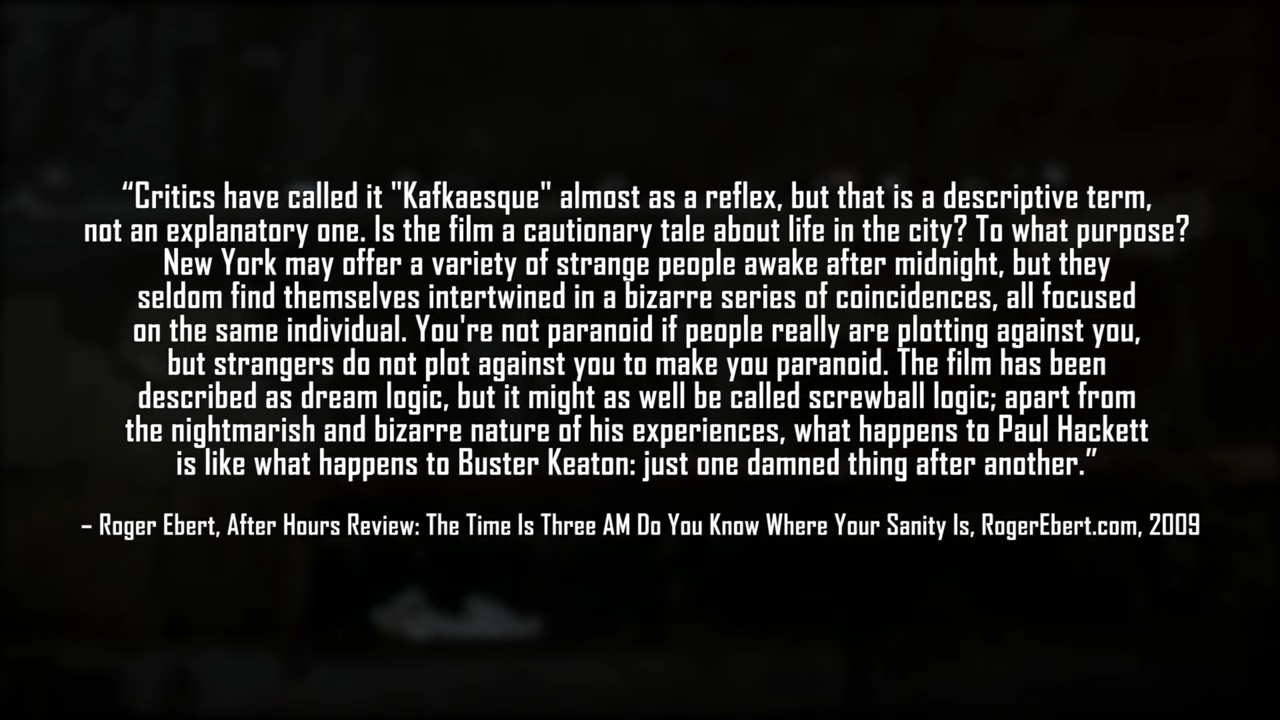 “Critics have called it "Kafkaesque" almost as a reflex, but that is a descriptive term,
not an explanatory one. Is the film a cautionary tale about life in the city? To what purpose?
New York may offer a variety of strange people awake after midnight, but they
seldom find themselves intertwined in a bizarre series of coincidences, all focused
on the same individual. You're not paranoid if people really are plotting against you,
but strangers do not plot against you to make you paranoid. The film has been
described as dream logic, but it might as well be called screwball logic; apart from
the nightmarish and bizarre nature of his experiences, what happens to Paul Hackett
is like what happens to Buster Keaton: just one damned thing after another.”
– Roger Ebert, After Hours Review: The Time Is Three AM Do You Know Where Your Sanity Is, RogerEbert.com, 2009